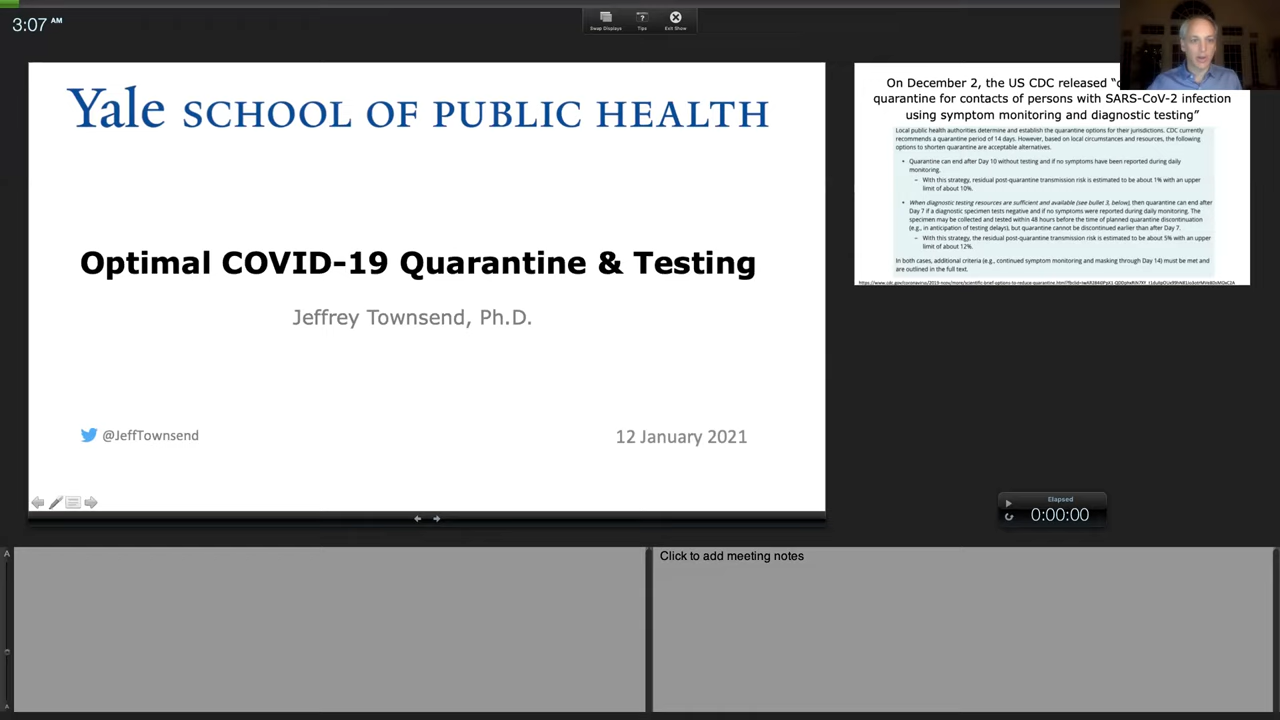 3:07 AM
Swap Displays
Tips
Exit Show
Yale SCHOOL OF PUBLIC HEALTH
Optimal COVID-19 Quarantine & Testing
Jeffrey Townsend, Ph.D.
@JeffTownsend
12 January 2021
On December 2, the US CDC released “
quarantine for contacts of persons with SARS-CoV-2 infection
using symptom monitoring and diagnostic testing”
Local public health authorities determine and establish the quarantine options for their jurisdictions. CDC currently
recommends a quarantine period of 14 days. However, based on local circumstances and resources, the following
options to shorten quarantine are acceptable alternatives.
• Quarantine can end after Day 10 without testing and if no symptoms have been reported during daily
monitoring.
– With this strategy, residual post-quarantine transmission risk is estimated to be about 1% with an upper
limit of about 10%.
• When diagnostic testing resources are sufficient and available (see bullet 3, below), then quarantine can end after
Day 7 if a diagnostic specimen tests negative and if no symptoms were reported during daily monitoring. The
specimen may be collected and tested within 48 hours before the time of planned quarantine discontinuation
(e.g., in anticipation of testing delays), but quarantine cannot be discontinued earlier than after Day 7.
– With this strategy, the residual post-quarantine transmission risk is estimated to be about 5% with an upper
limit of about 12%.
In both cases, additional criteria (e.g., continued symptom monitoring and masking through Day 14) must be met and
are outlined in the full text.
Elapsed
0:00:00
A
A
Click to add meeting notes